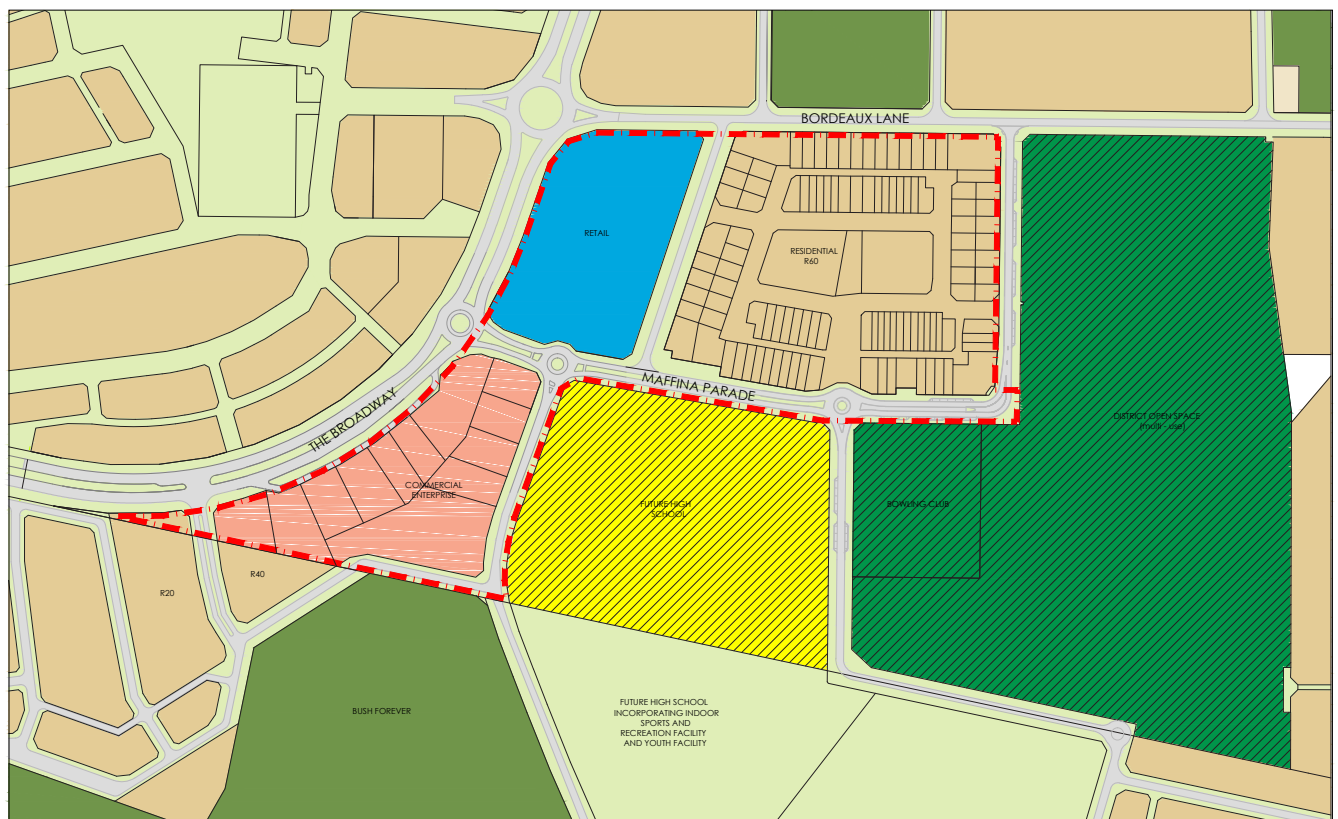 BORDEAUX LANE
RETAIL
RESIDENTIAL
R60
MAFFINA PARADE
THE BROADWAY
DISTRICT OPEN SPACE
(multi - use)
COMMERCIAL
ENTERPRISE
FUTURE HIGH
SCHOOL
BOWLING CLUB
R40
R20
BUSH FOREVER
FUTURE HIGH SCHOOL
INCORPORATING INDOOR
SPORTS AND
RECREATION FACILITY
AND YOUTH FACILITY